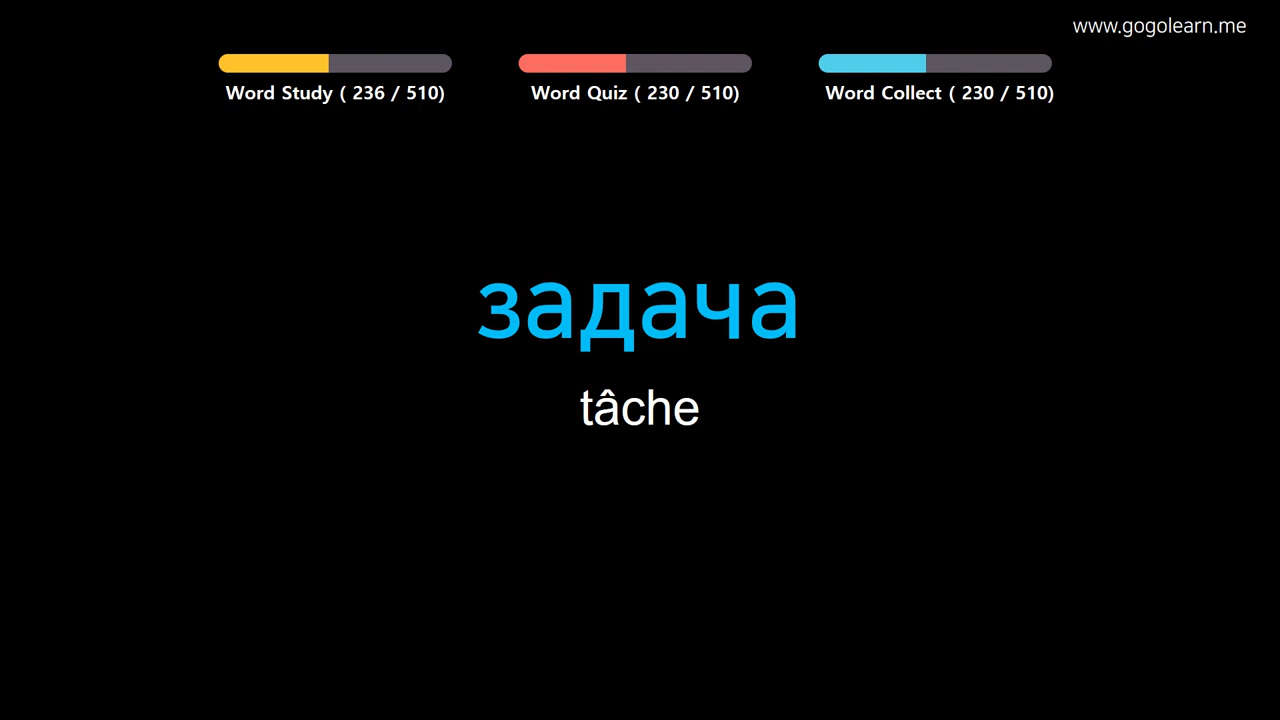 www.gogolearn.me
Word Study ( 236 / 510)
Word Quiz ( 230 / 510)
Word Collect ( 230 / 510)
задача
tâche